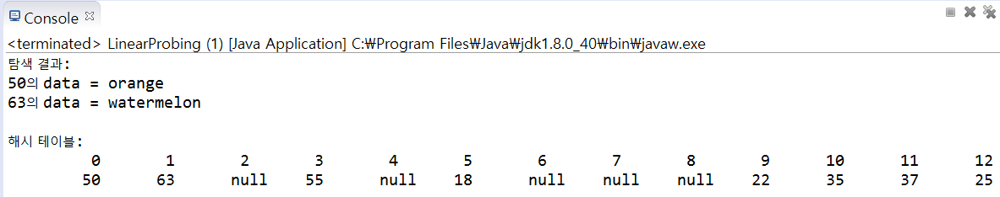 Console
<terminated> LinearProbing (1) [Java Application] C:₩Program Files₩Java₩jdk1.8.0_40₩bin₩javaw.exe
탐색 결과:
50의 data = orange
63의 data = watermelon
해시 테이블:
0 1 2 3 4 5 6 7 8 9 10 11 12
50 63 null 55 null 18 null null null 22 35 37 25